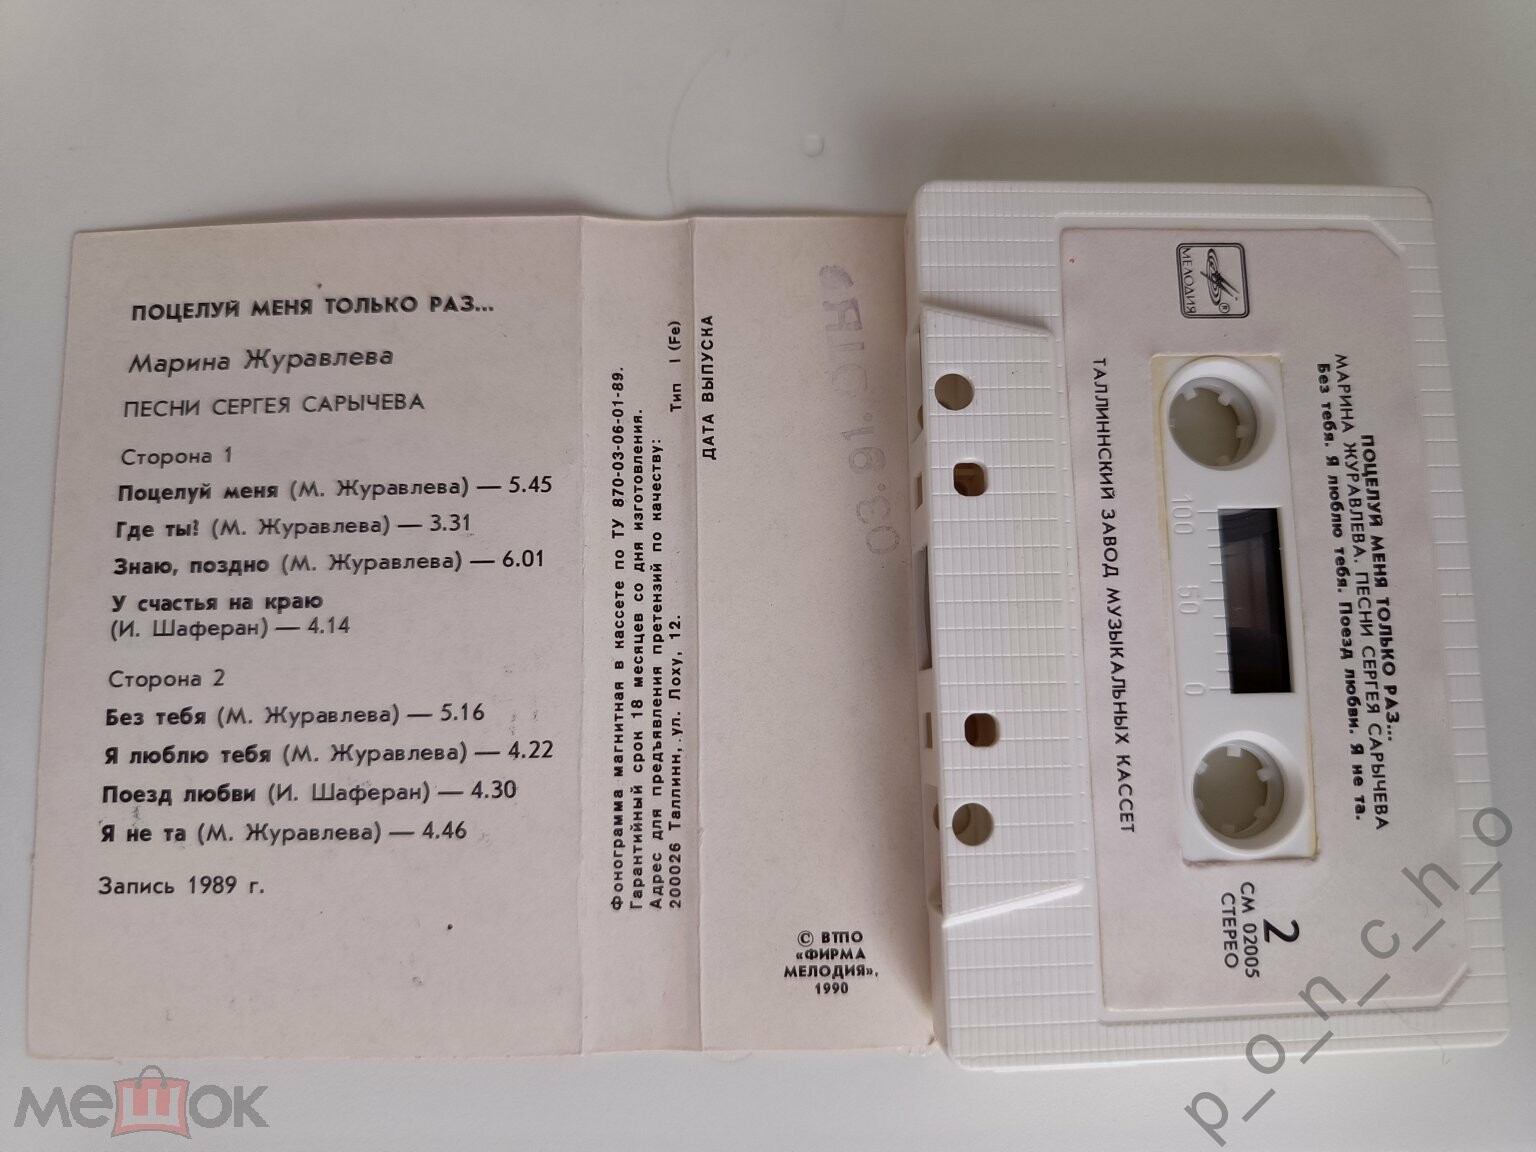 ПОЦЕЛУЙ МЕНЯ ТОЛЬКО РАЗ...
Марина Журавлева
ПЕСНИ СЕРГЕЯ САРЫЧЕВА
Сторона 1
Поцелуй меня (М. Журавлева) — 5.45
Где ты? (М. Журавлева) — 3.31
Знаю, поздно (М. Журавлева) — 6.01
У счастья на краю
(И. Шаферан) — 4.14
Сторона 2
Без тебя (М. Журавлева) — 5.16
Я люблю тебя (М. Журавлева) — 4.22
Поезд любви (И. Шаферан) — 4.30
Я не та (М. Журавлева) — 4.46
Запись 1989 г.
Фонограмма магнитная в кассете по ТУ 870-03-06-01-89.
Гарантийный срок 18 месяцев со дня изготовления.
Адрес для предъявления претензий по качеству:
200026 Таллинн, ул. Лоху, 12. Тип I (Fe)
ДАТА ВЫПУСКА
© ВТПО
«ФИРМА
МЕЛОДИЯ»,
1990
МЕЛОДИЯ
®
ПОЦЕЛУЙ МЕНЯ ТОЛЬКО РАЗ...
МАРИНА ЖУРАВЛЕВА. ПЕСНИ СЕРГЕЯ САРЫЧЕВА
Без тебя. Я люблю тебя. Поезд любви. Я не та.
100 50 0
2
СМ 02005
СТЕРЕО
ТАЛЛИННСКИЙ ЗАВОД МУЗЫКАЛЬНЫХ КАССЕТ
мешок
p_o_n_c_h_o